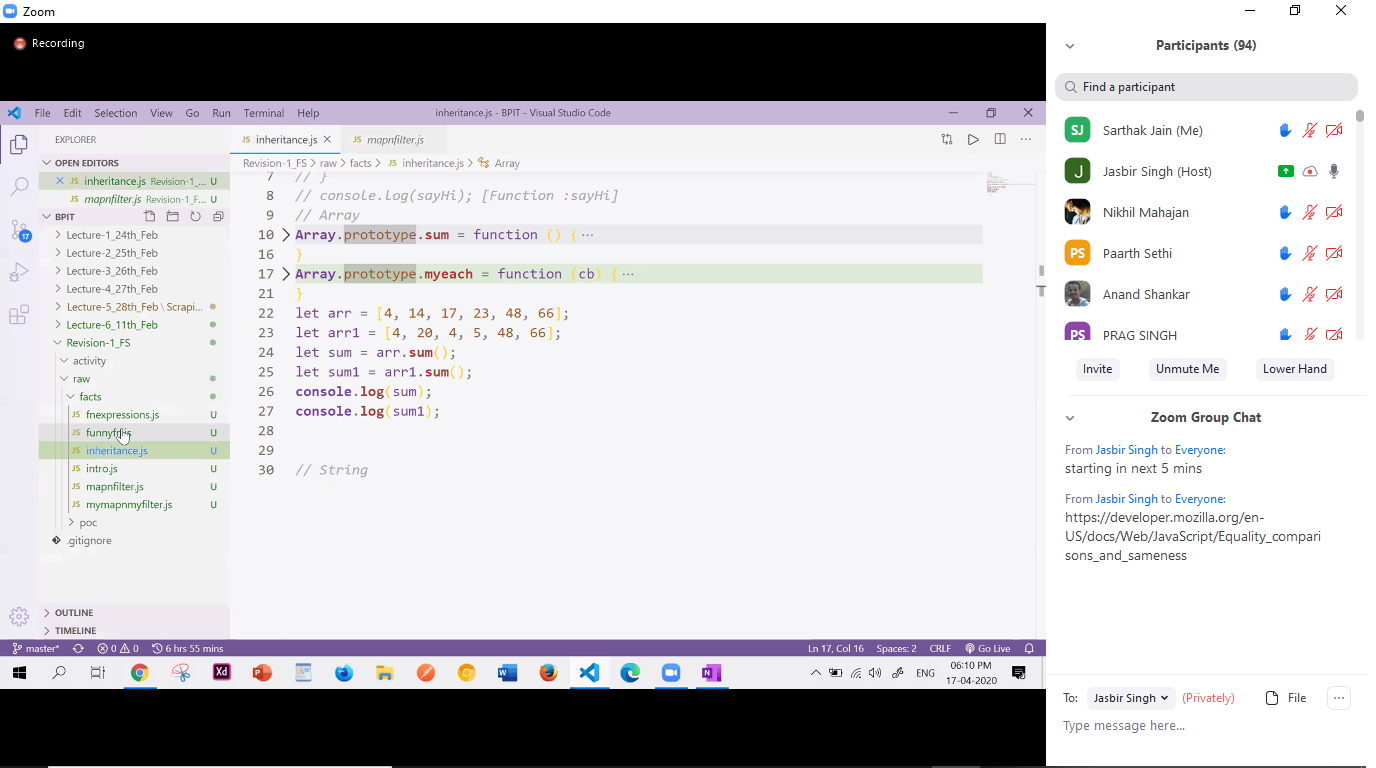 Zoom
Recording
File Edit Selection View Go Run Terminal Help
inheritance.js - BPIT - Visual Studio Code
EXPLORER
OPEN EDITORS
JS inheritance.js Revision-1_... U
JS mapnfilter.js Revision-1_F... U
BPIT
Lecture-1_24th_Feb
Lecture-2_25th_Feb
Lecture-3_26th_Feb
Lecture-4_27th_Feb
Lecture-5_28th_Feb \ Scrapi...
Lecture-6_11th_Feb
Revision-1_FS
activity
raw
facts
JS fnexpressions.js U
JS U
JS inheritance.js U
JS intro.js U
JS mapnfilter.js U
JS mymapnmyfilter.js U
poc
.gitignore
OUTLINE
TIMELINE
17
JS inheritance.js
JS mapnfilter.js
Revision-1_FS > raw > facts > JS inheritance.js > Array
7 // }
8 // console.log(sayHi); [Function :sayHi]
9 // Array
10 Array.prototype.sum = function () { ...
16 }
17 Array.prototype.myeach = function (cb) { ...
21 }
22 let arr = [4, 14, 17, 23, 48, 66];
23 let arr1 = [4, 20, 4, 5, 48, 66];
24 let sum = arr.sum();
25 let sum1 = arr1.sum();
26 console.log(sum);
27 console.log(sum1);
28
29
30 // String
master* 0 0 6 hrs 55 mins
Ln 17, Col 16 Spaces: 2 CRLF Go Live
Xd
ENG
06:10 PM
17-04-2020
Participants (94)
Find a participant
SJ Sarthak Jain (Me)
J Jasbir Singh (Host)
Nikhil Mahajan
PS Paarth Sethi
Anand Shankar
PS PRAG SINGH
Invite Unmute Me Lower Hand
Zoom Group Chat
From Jasbir Singh to Everyone:
starting in next 5 mins
From Jasbir Singh to Everyone:
https://developer.mozilla.org/en-
US/docs/Web/JavaScript/Equality_compari
sons_and_sameness
To: Jasbir Singh (Privately) File ...
Type message here...